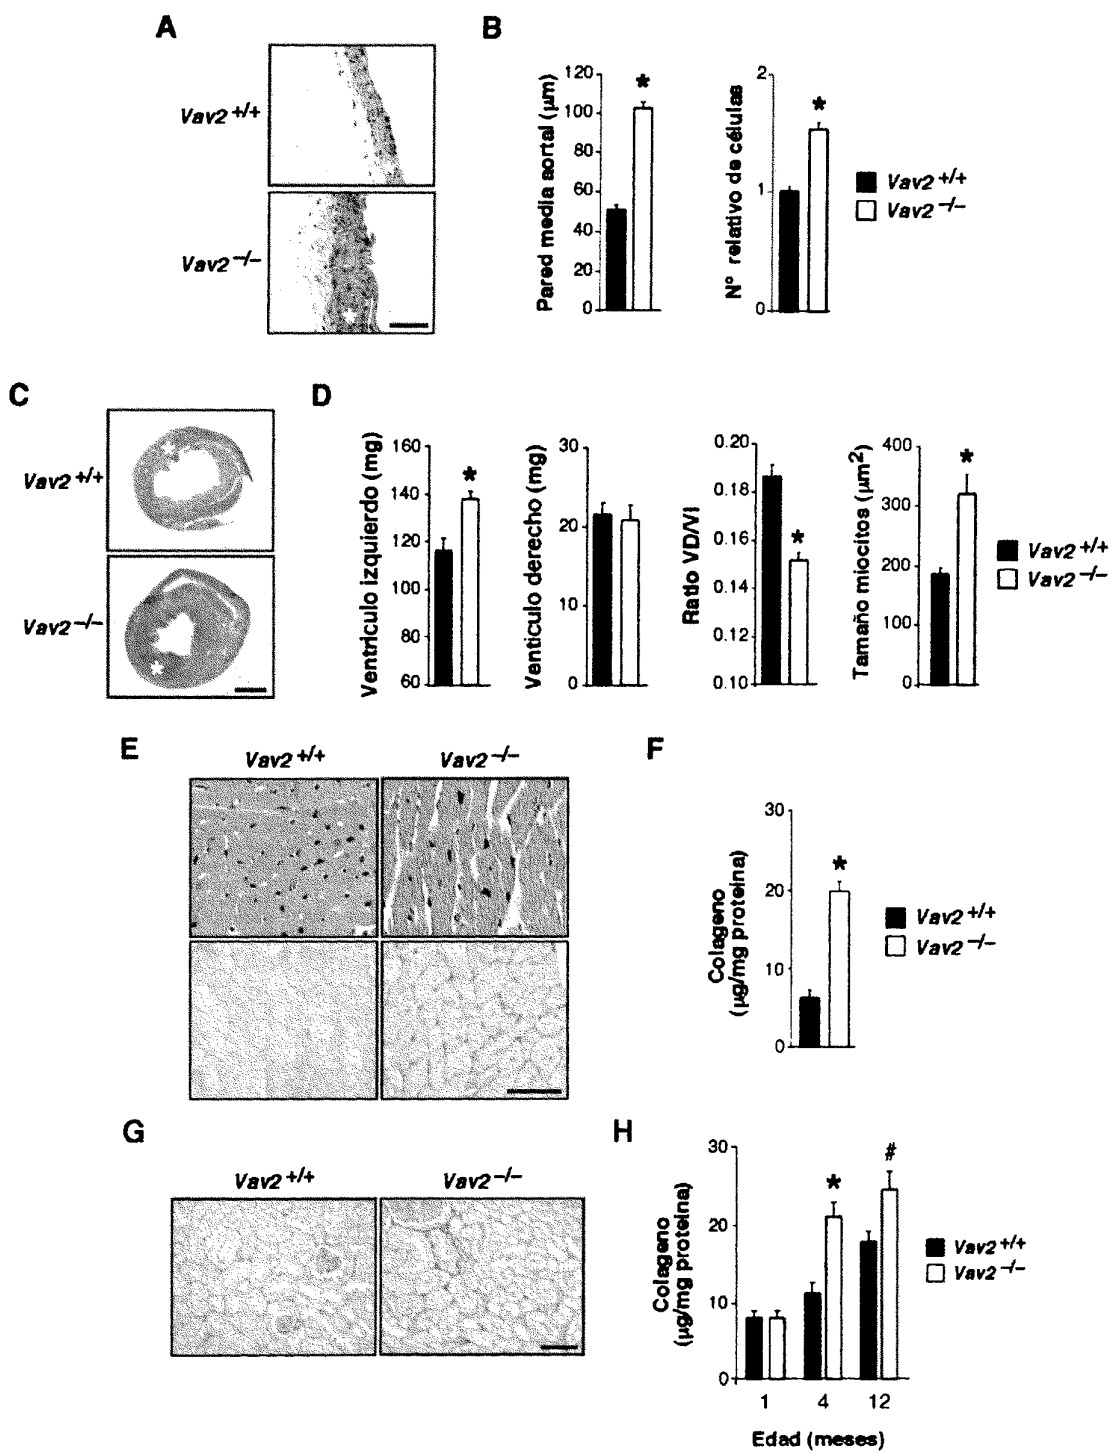 A
Vav2 +/+
Vav2 –/–
*
B
Pared media aortal (µm)
120
100
80
60
40
20
0
*
Nº relativo de células
2
1
0
*
Vav2 +/+
Vav2 –/–
C
Vav2 +/+
*
Vav2 –/–
*
D
Ventrículo izquierdo (mg)
160
140
120
100
80
60
*
Venticulo derecho (mg)
30
20
10
0
Ratio VD/VI
0.20
0.18
0.16
0.14
0.12
0.10
*
Tamaño miocitos (µm2)
400
300
200
100
0
*
Vav2 +/+
Vav2 –/–
E
Vav2 +/+
Vav2 –/–
F
Colageno
(µg/mg proteina)
30
20
10
0
*
Vav2 +/+
Vav2 –/–
G
Vav2 +/+
Vav2 –/–
H
Colageno
(µg/mg proteina)
30
20
10
0
*
#
1 4 12
Edad (meses)
Vav2 +/+
Vav2 –/–